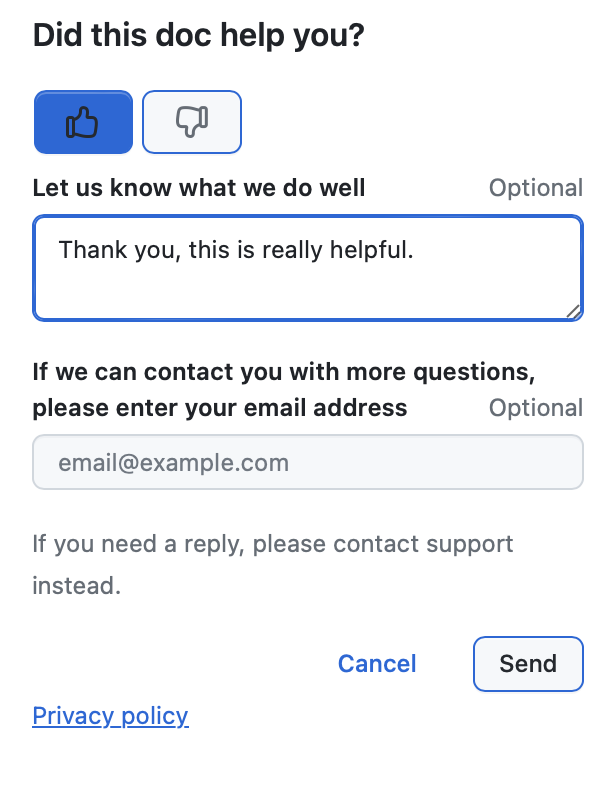 Did this doc help you?
Let us know what we do well Optional
Thank you, this is really helpful.
If we can contact you with more questions,
please enter your email address Optional
email@example.com
If you need a reply, please contact support
instead.
Cancel Send
Privacy policy